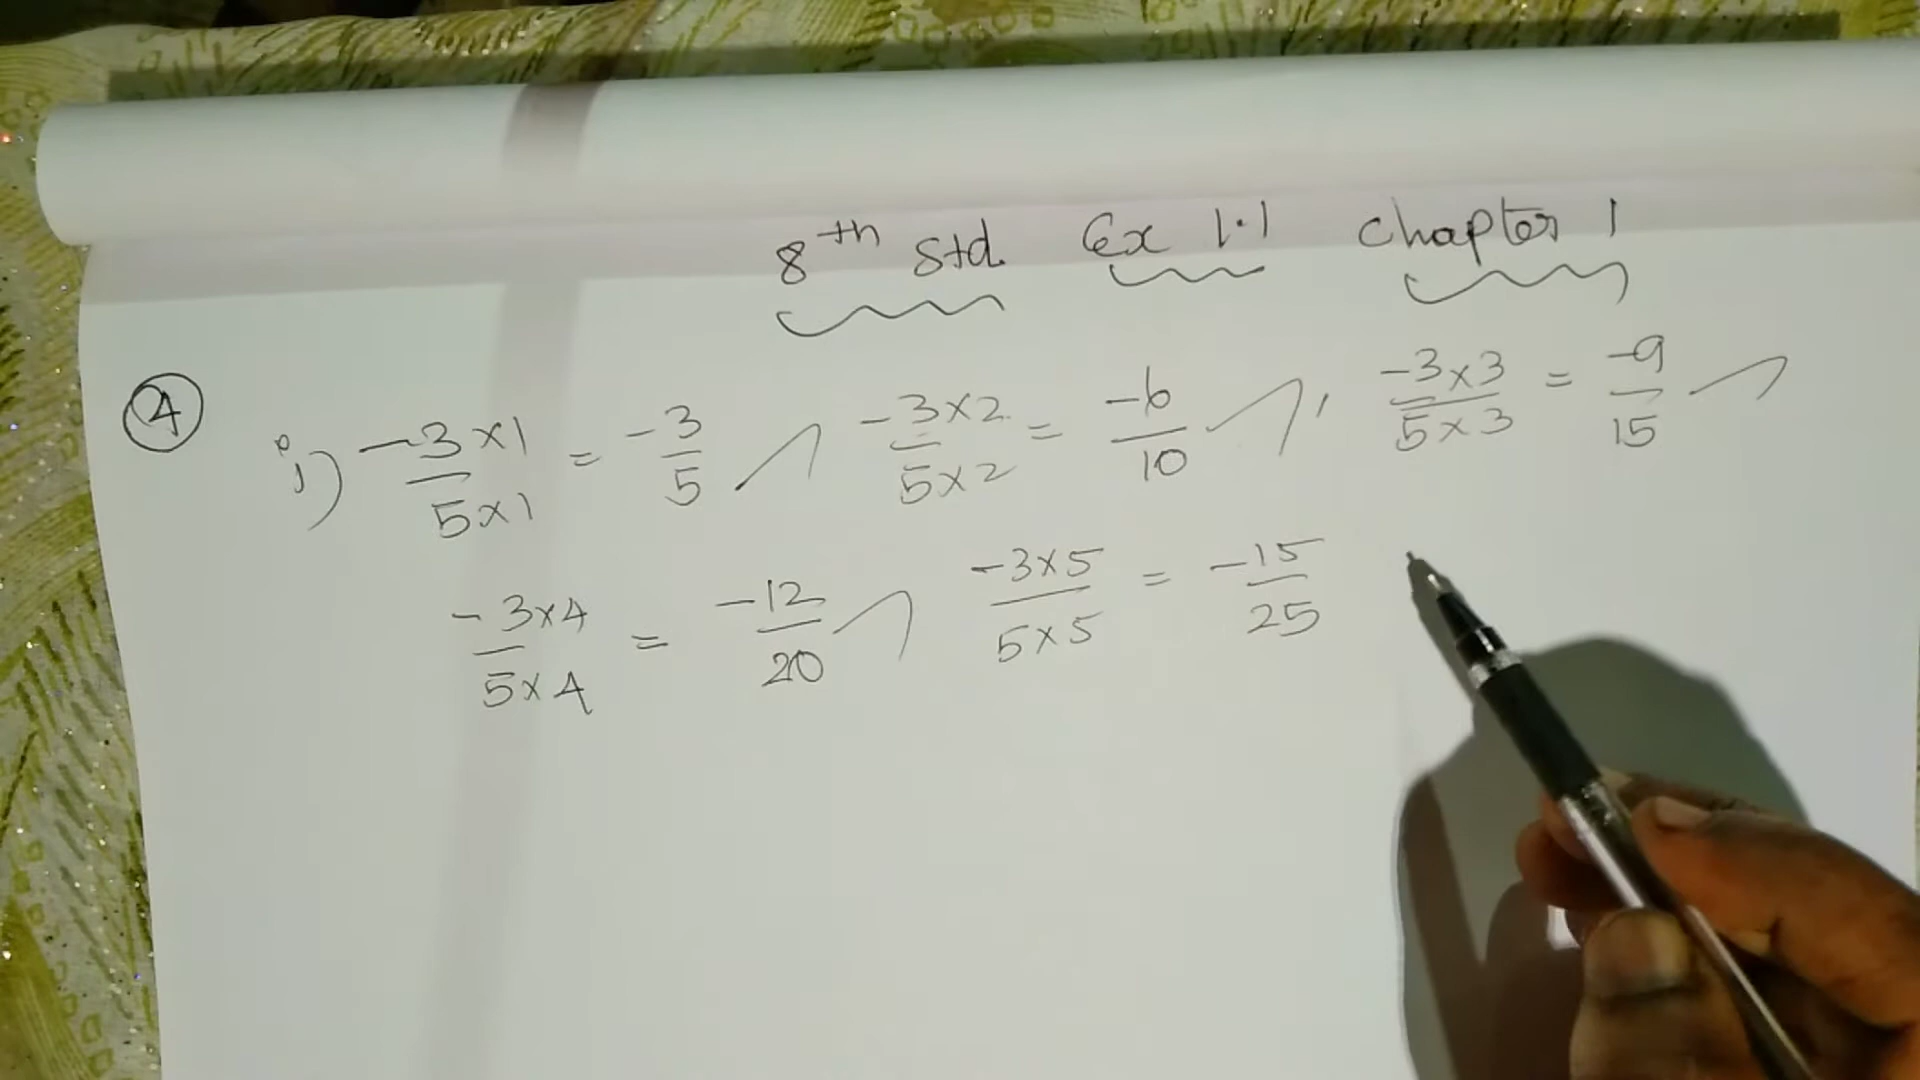 8th std. Ex 1.1 chapter 1
4
i) -3×1/5×1 = -3/5, -3×2/5×2 = -6/10, -3×3/5×3 = -9/15
-3×4/5×4 = -12/20, -3×5/5×5 = -15/25